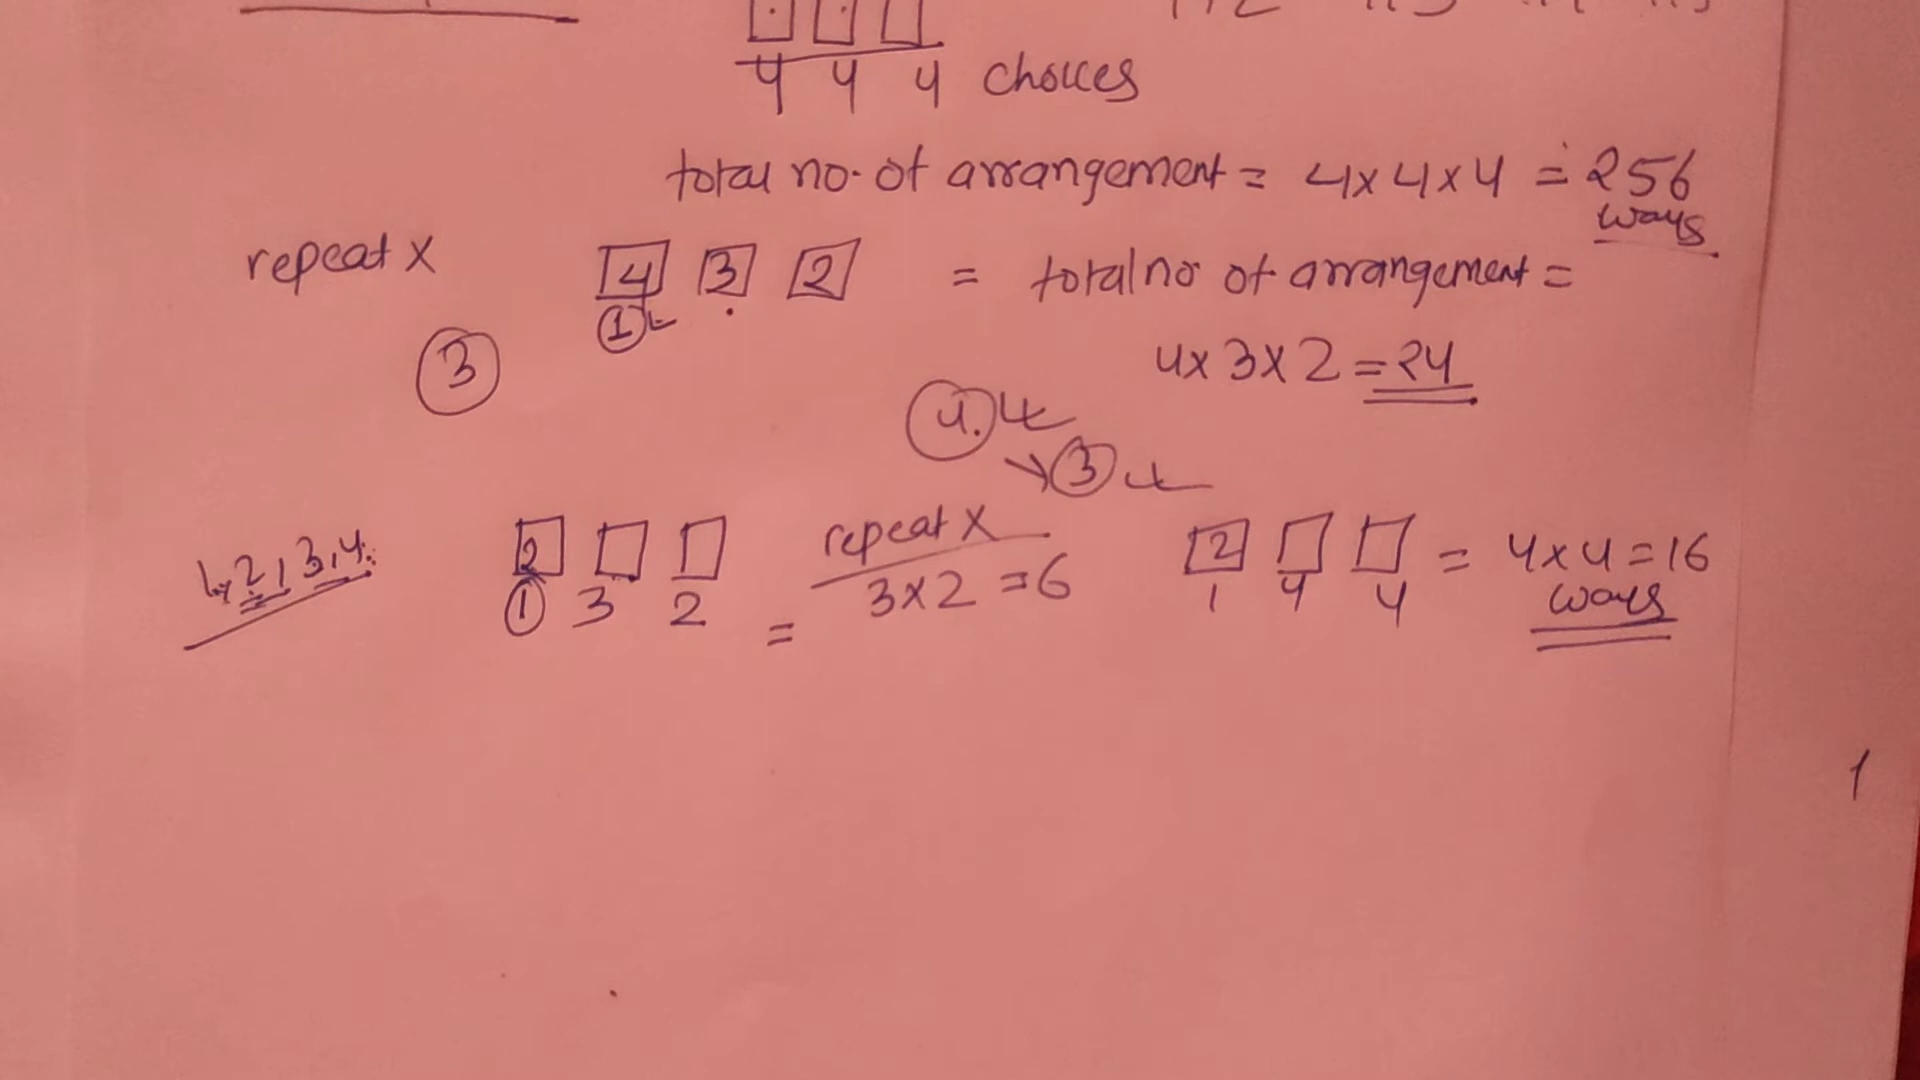 4 4 4 choices
total no. of arrangement = 4x4x4 = 256
ways
repeat x 4 3 2 = total no of arrangement =
1
3
4x3x2 = 24
4.
3
1, 2, 3, 4.
2
1 3 2 =
repeat x
3x2 = 6
2
1 4 4
= 4x4 = 16
ways
1